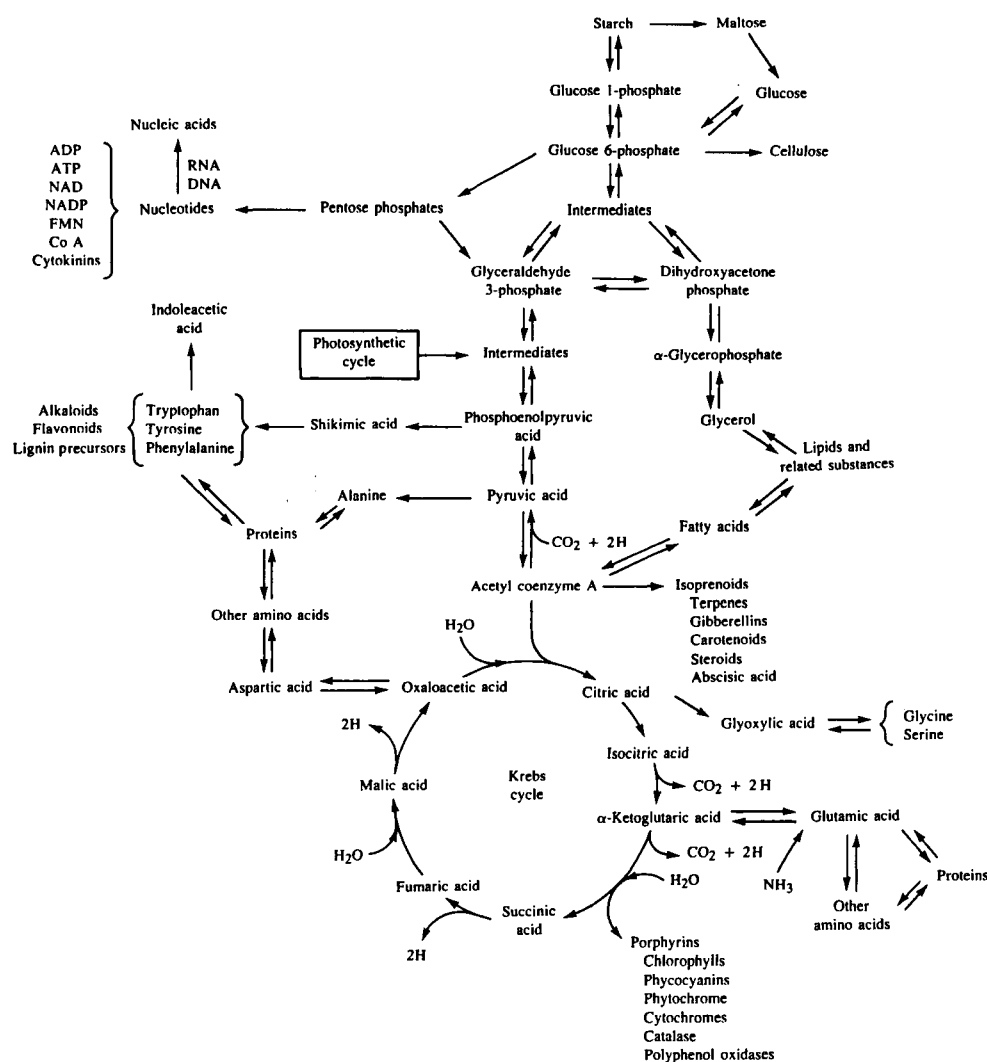 Starch
Maltose
Glucose 1-phosphate
Glucose
Nucleic acids
Glucose 6-phosphate
Cellulose
ADP
ATP
NAD
NADP
FMN
Co A
Cytokinins
RNA
DNA
Nucleotides
Pentose phosphates
Intermediates
Glyceraldehyde
3-phosphate
Dihydroxyacetone
phosphate
Indoleacetic
acid
Photosynthetic
cycle
Intermediates
α-Glycerophosphate
Alkaloids
Flavonoids
Lignin precursors
Tryptophan
Tyrosine
Phenylalanine
Shikimic acid
Phosphoenolpyruvic
acid
Glycerol
Lipids and
related substances
Alanine
Pyruvic acid
Proteins
Fatty acids
CO2 + 2H
Acetyl coenzyme A
Isoprenoids
Terpenes
Gibberellins
Carotenoids
Steroids
Abscisic acid
Other amino acids
H2O
Aspartic acid
Oxaloacetic acid
Citric acid
2H
Glyoxylic acid
Glycine
Serine
Isocitric acid
Malic acid
Krebs
cycle
CO2 + 2H
α-Ketoglutaric acid
Glutamic acid
H2O
CO2 + 2H
H2O
NH3
Proteins
Fumaric acid
Other
amino acids
Succinic
acid
2H
Porphyrins
Chlorophylls
Phycocyanins
Phytochrome
Cytochromes
Catalase
Polyphenol oxidases